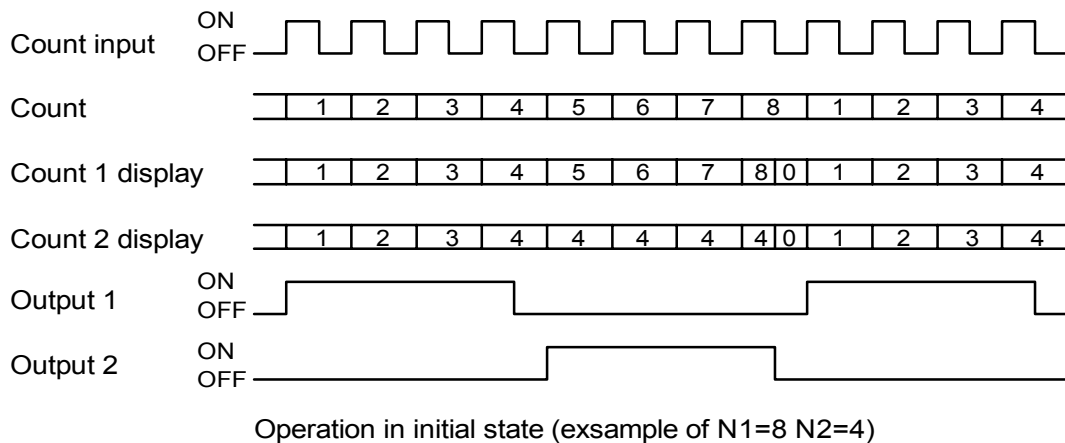 ON
Count input
OFF
Count 1 2 3 4 5 6 7 8 1 2 3 4
Count 1 display 1 2 3 4 5 6 7 8 0 1 2 3 4
Count 2 display 1 2 3 4 4 4 4 4 0 1 2 3 4
ON
Output 1
OFF
ON
Output 2
OFF
Operation in initial state (exsample of N1=8 N2=4)